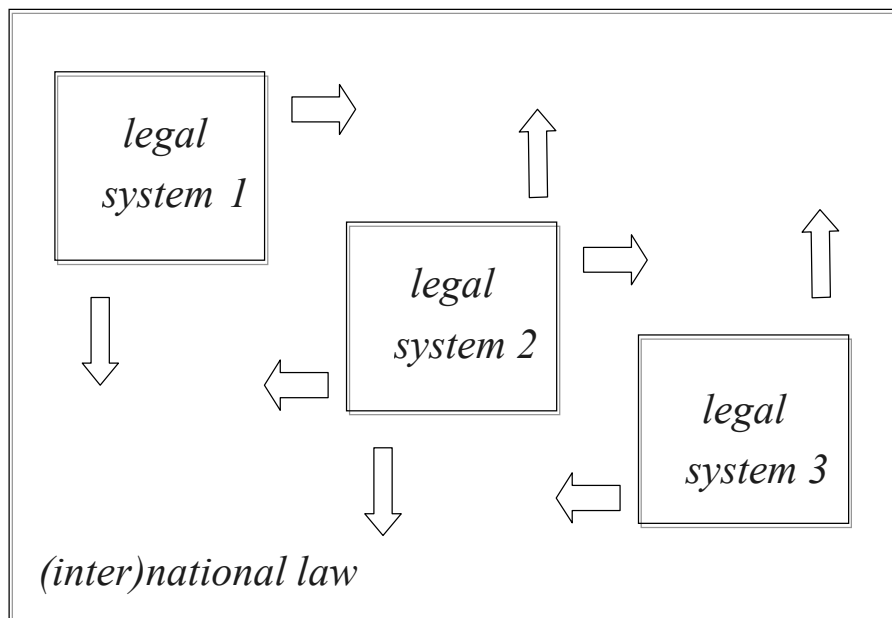 legal
system 1
legal
system 2
legal
system 3
(inter)national law